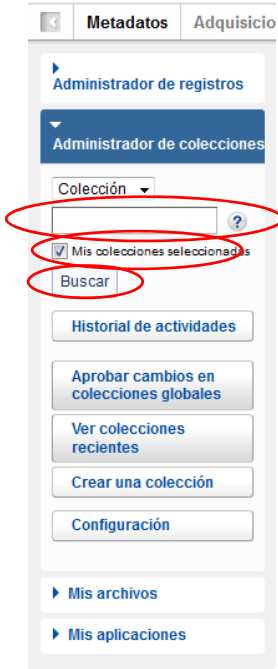 Metadatos Adquisicio
Administrador de registros
Administrador de colecciones
Colección
?
Mis colecciones seleccionadas
Buscar
Historial de actividades
Aprobar cambios en
colecciones globales
Ver colecciones
recientes
Crear una colección
Configuración
Mis archivos
Mis aplicaciones